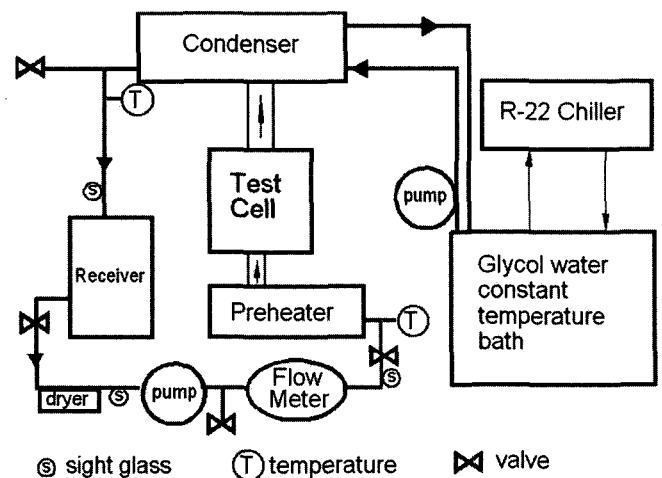 Condenser
T
R-22 Chiller
Test
Cell
pump
S
Receiver
Preheater
T
Glycol water
constant
temperature
bath
Flow
Meter
S
dryer
S
pump
S sight glass
T temperature
valve